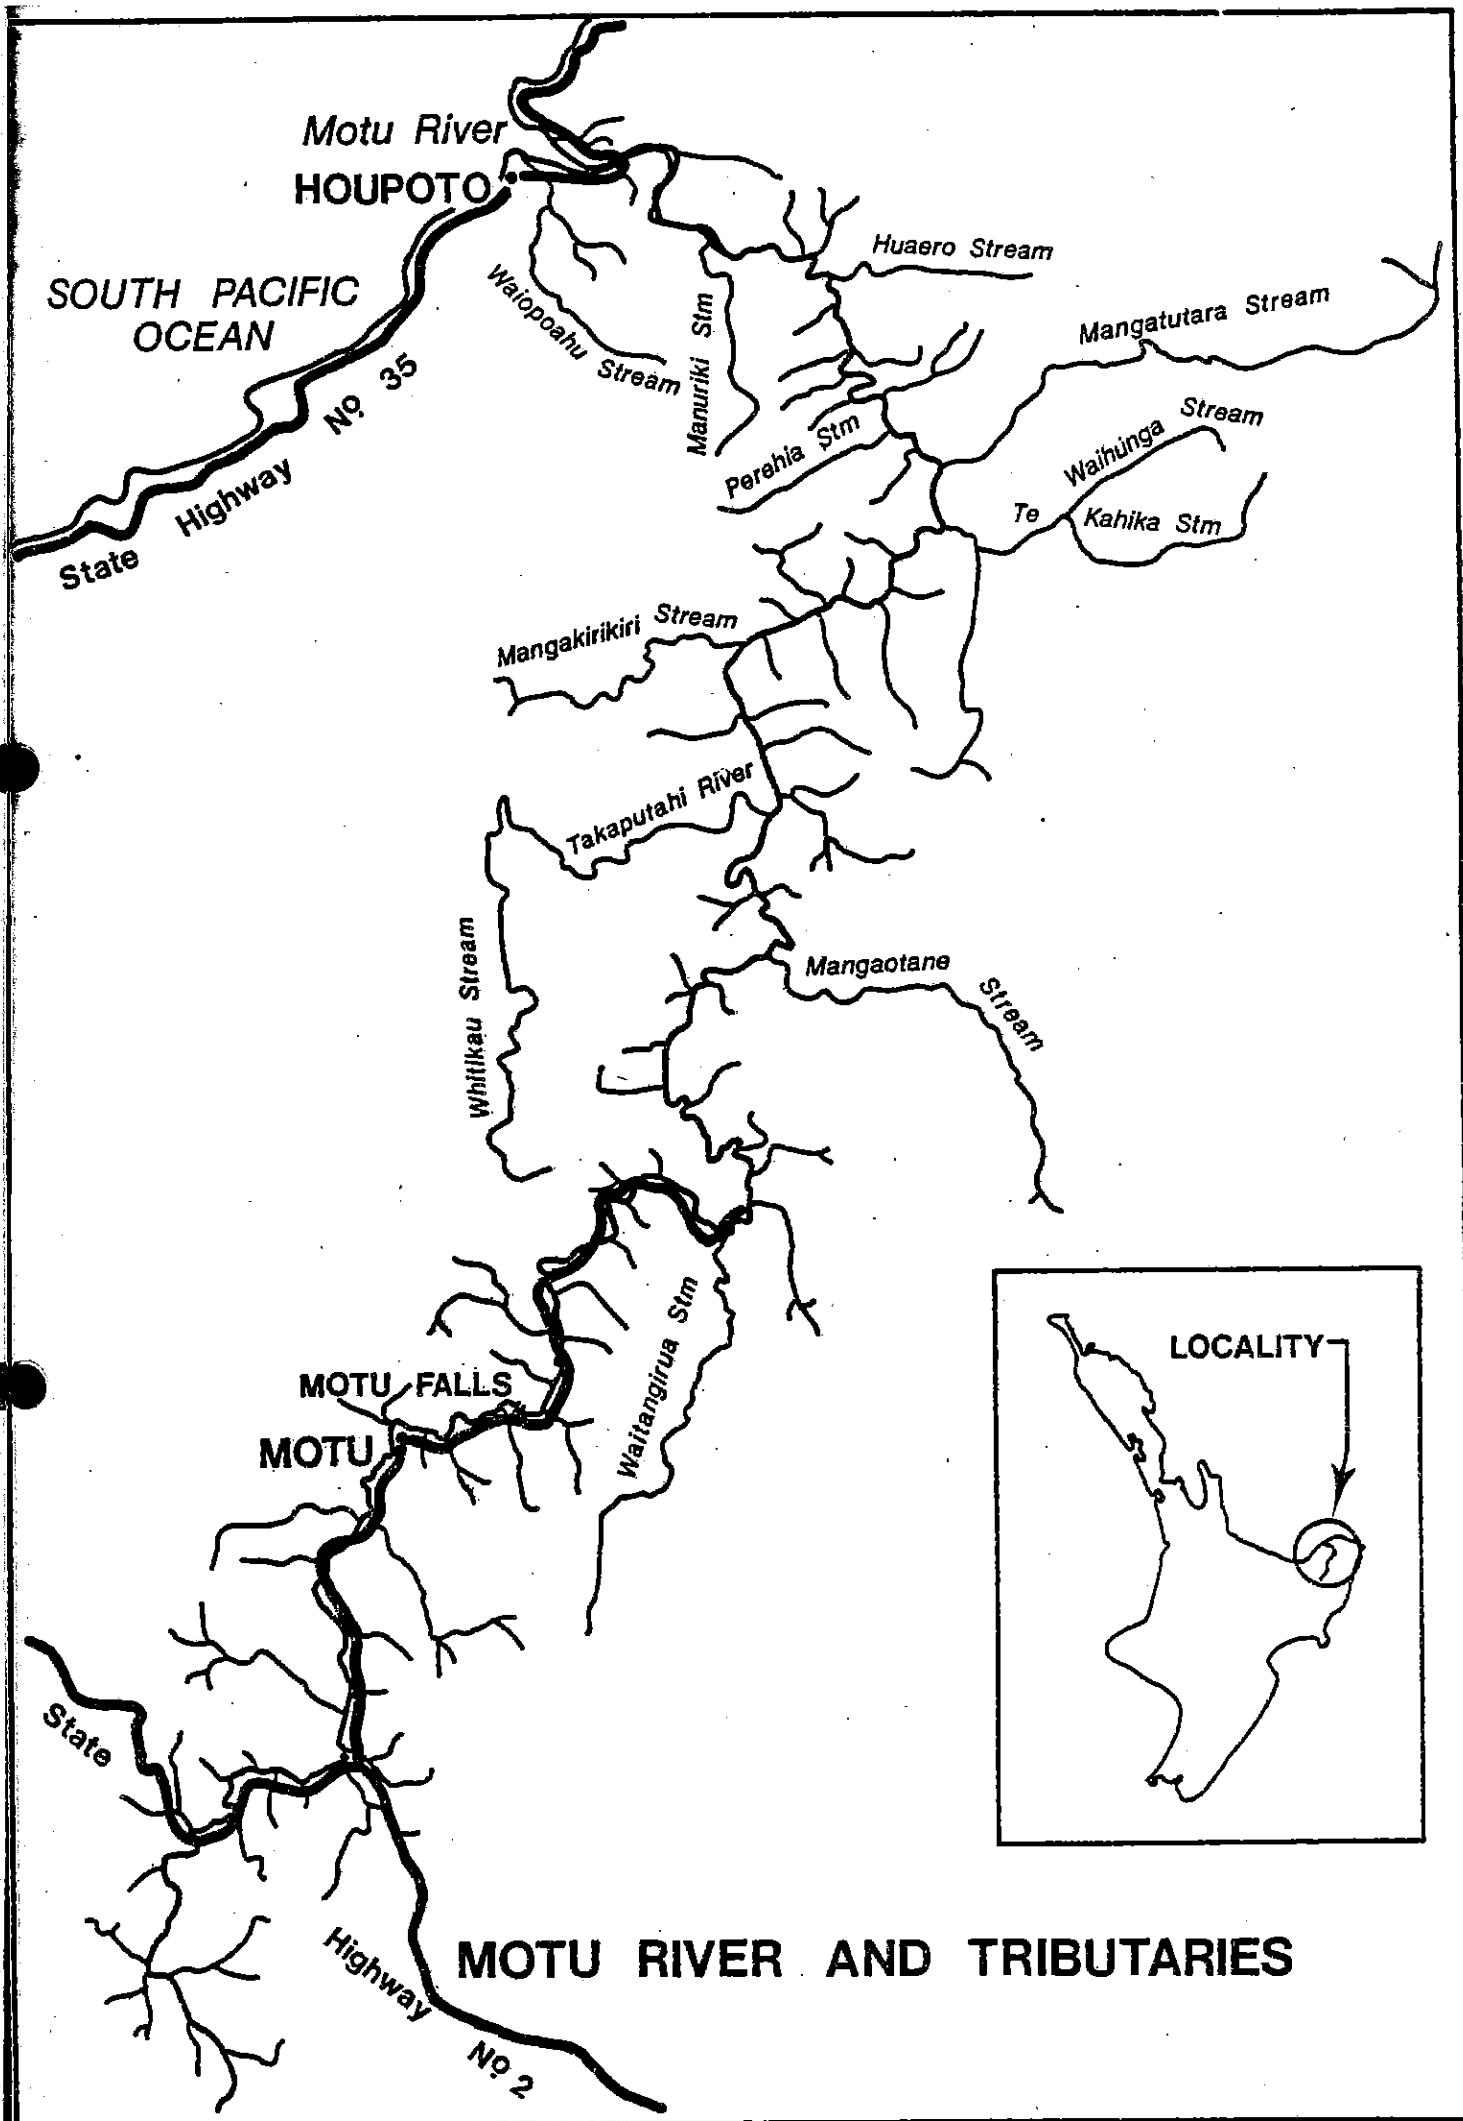 Motu River
HOUPOTO
SOUTH PACIFIC
OCEAN
Huaero Stream
Waiopoahu Stream
Manuriki Stm
Mangatutara Stream
State Highway Nọ 35
Perehia Stm
Waihunga Stream
Te Kahika Stm
Mangakirikiri Stream
Takaputahi River
Whitikau Stream
Mangaotane Stream
Waitangirua Stm
MOTU FALLS
MOTU
LOCALITY
State Highway Nọ 2
MOTU RIVER AND TRIBUTARIES